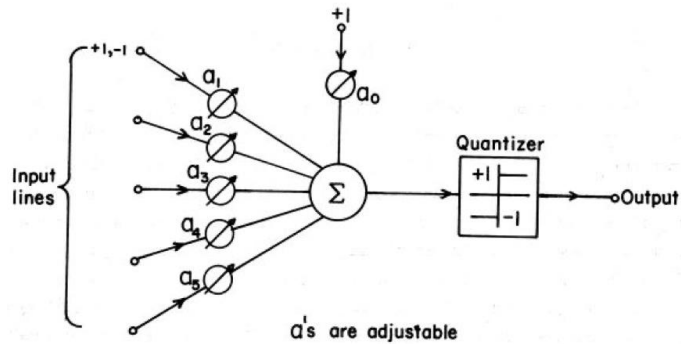 +1
+1,-1
a₁
a₀
a₂
Quantizer
Input
lines
a₃
Σ
+1
-1
Output
a₄
a₅
a's are adjustable